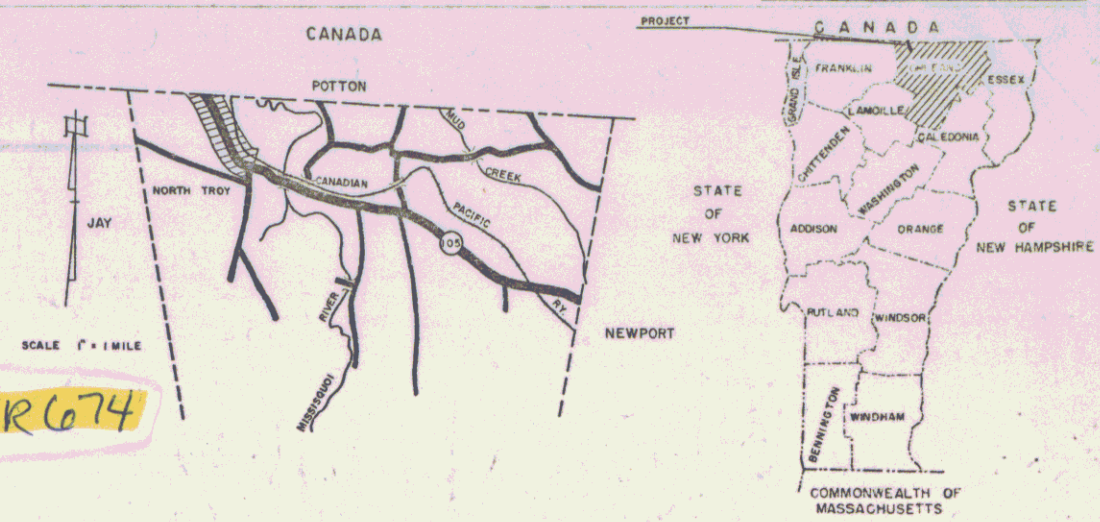 CANADA
POTTON
MUD
CREEK
NORTH TROY
CANADIAN
PACIFIC
RY.
105
JAY
RIVER
MISSISQUOI
NEWPORT
SCALE 1" = 1 MILE
R674
PROJECT
CANADA
GRAND ISLE
FRANKLIN
ORLEANS
ESSEX
LAMOILLE
CALEDONIA
CHITTENDEN
WASHINGTON
STATE
OF
NEW YORK
ADDISON
ORANGE
STATE
OF
NEW HAMPSHIRE
RUTLAND
WINDSOR
BENNINGTON
WINDHAM
COMMONWEALTH OF
MASSACHUSETTS